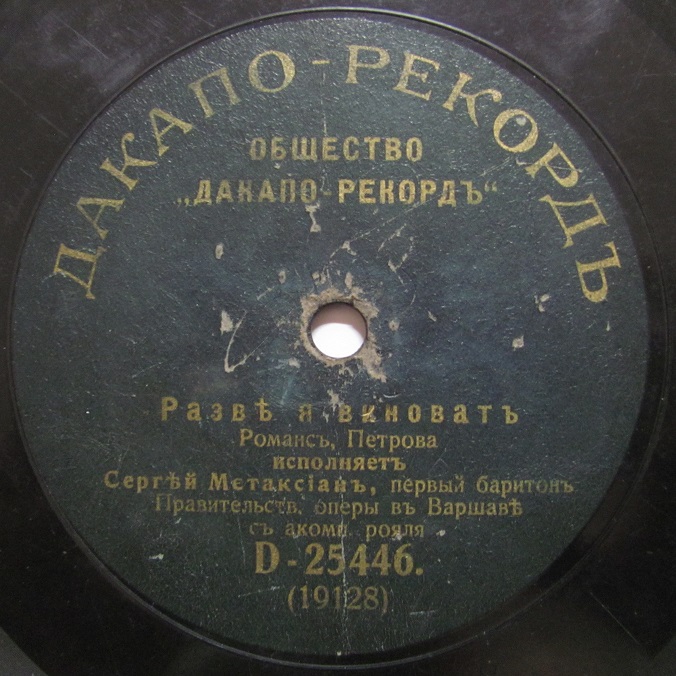 ДАКАПО-РЕКОРДЪ
ОБЩЕСТВО
„ДАКАПО-РЕКОРДЪ“
Развѣ я виноватъ
Романсъ, Петрова
исполняетъ
Сергѣй Метаксіан, первый баритонъ
Правительств. оперы въ Варшавѣ
съ акомп. рояля
D-25446.
(19128)